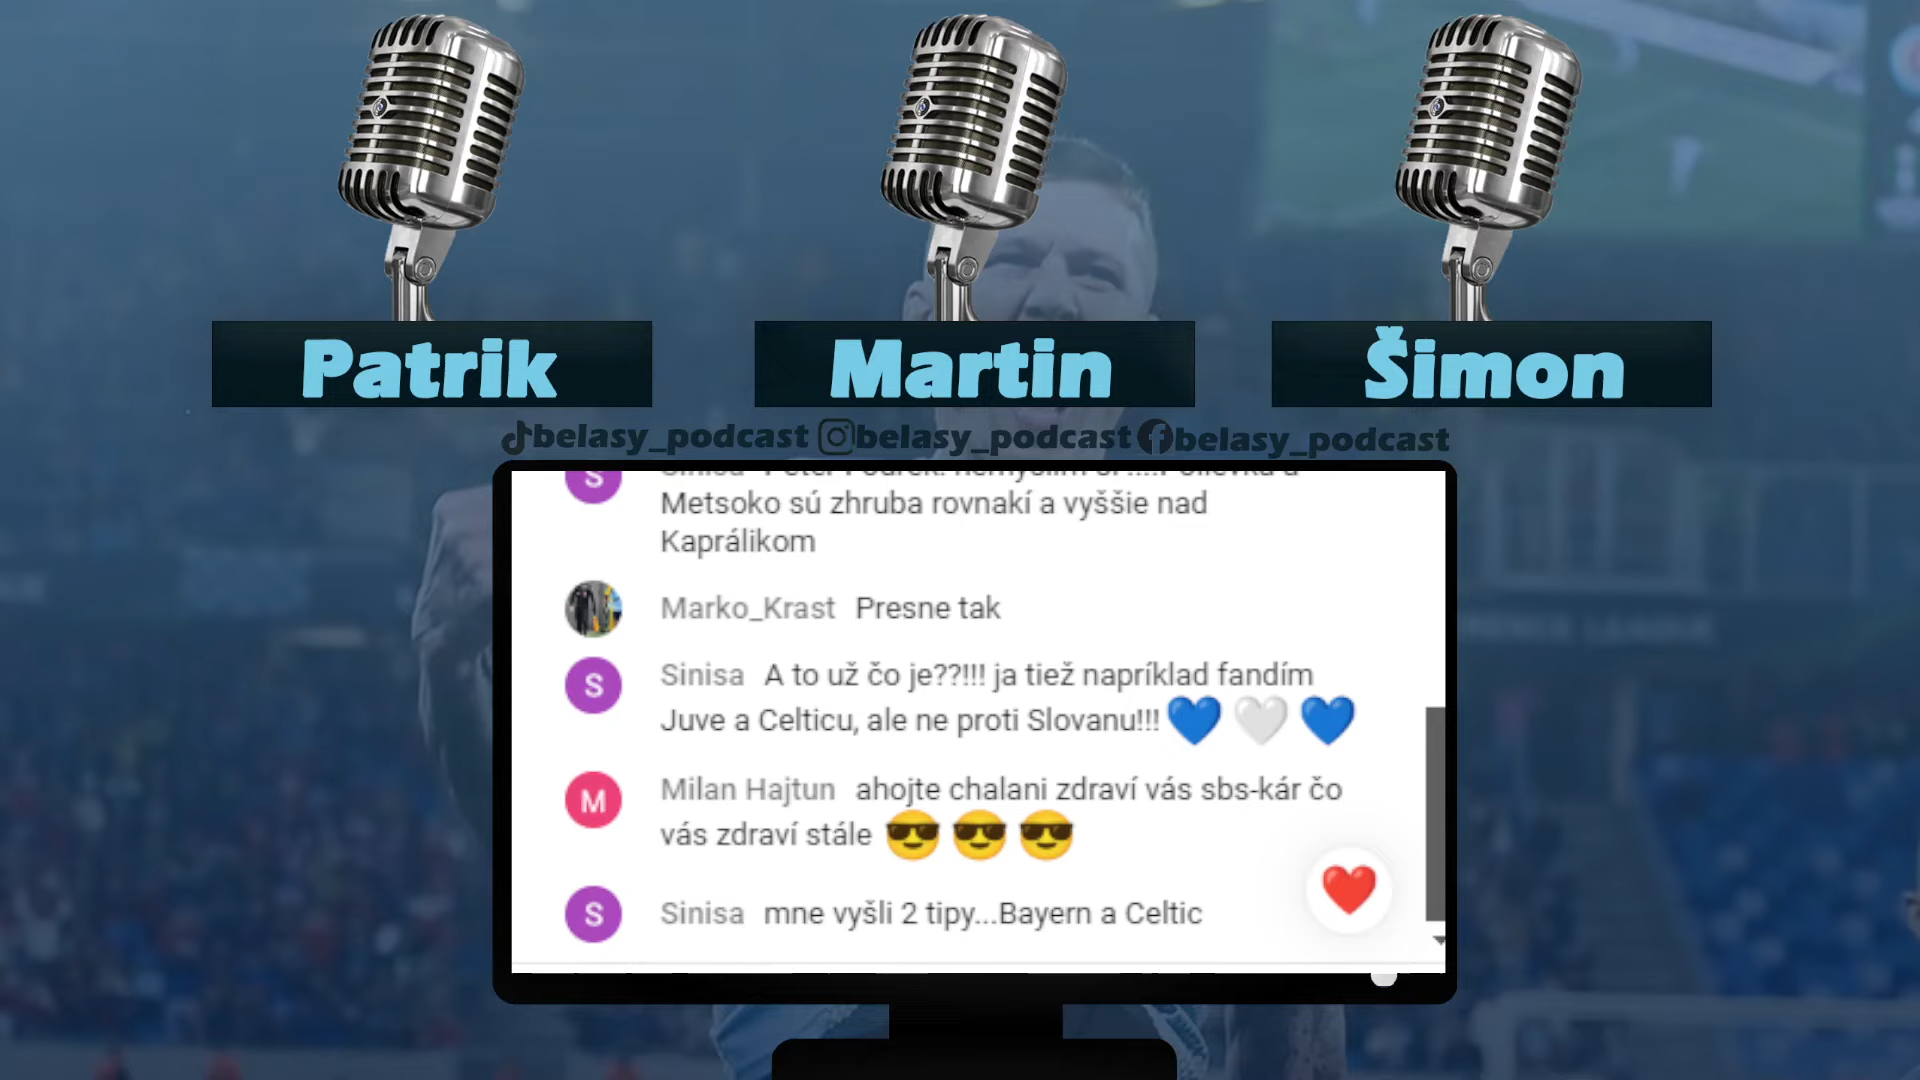 Patrik
Martin
Šimon
belasy_podcast belasy_podcast belasy_podcast
S
Metsoko sú zhruba rovnakí a vyššie nad
Kaprálikom
Marko_Krast Presne tak
S Sinisa A to už čo je??!!! ja tiež napríklad fandím
Juve a Celticu, ale ne proti Slovanu!!! 💙 🤍 💙
M Milan Hajtun ahojte chalani zdraví vás sbs-kár čo
vás zdraví stále 😎 😎 😎
S Sinisa mne vyšli 2 tipy...Bayern a Celtic